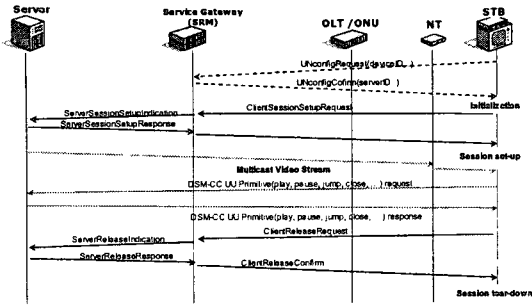 Server
Service Gateway
(SRM)
OLT /ONU
NT
STB
UNconfigRequest(deviceID, )
UNconfigCofirm(serverID )
Initialization
ClientSessionSetupRequest
ServerSessionSetupIndication
ServerSessionSetupResponse
Session set-up
Multicast Video Stream
DSM-CC UU Primitive(play, pause, jump, close, ) request
DSM-CC UU Primitive(play, pause, jump, close, ) response
ClientReleaseRequest
ServerReleaseIndication
ServerReleaseResponse
ClientReleaseConfirm
Session tear-down